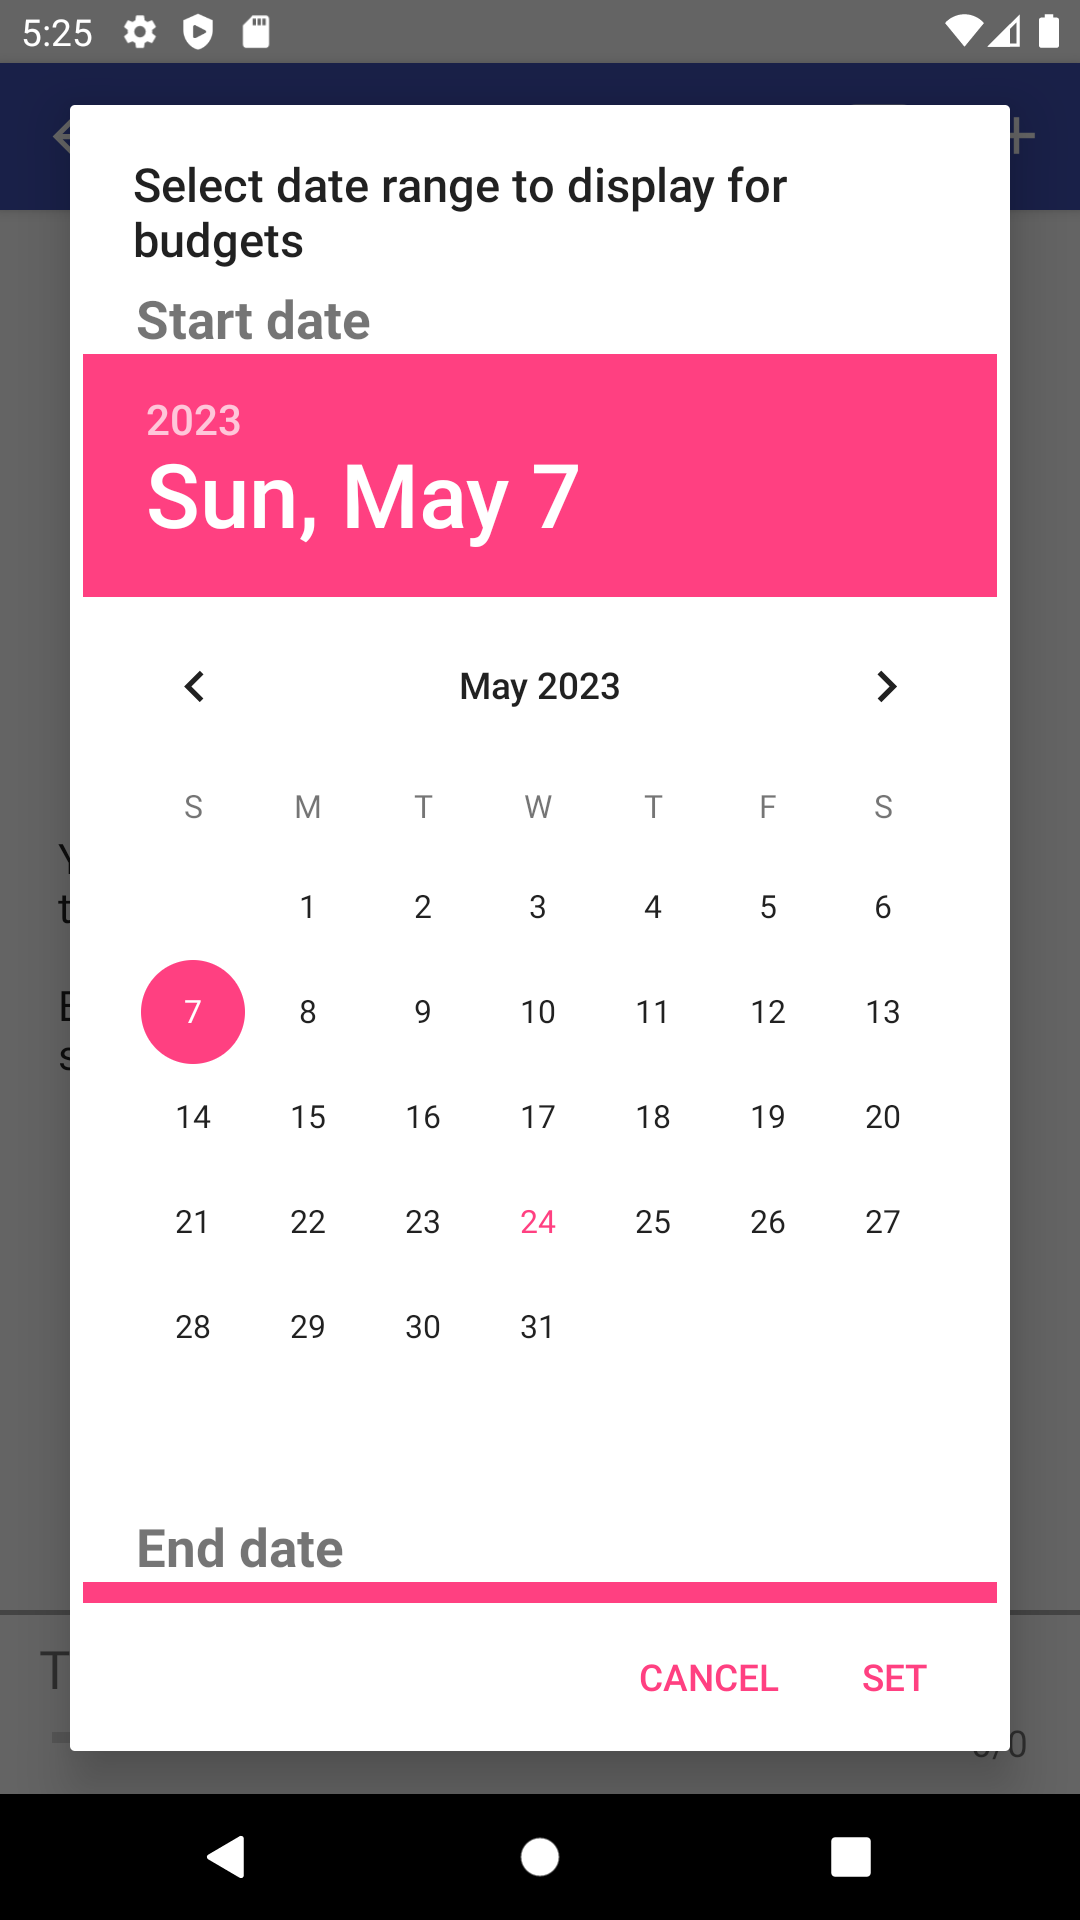 5:25
Select date range to display for
budgets
Start date
2023
Sun, May 7
May 2023
S M T W T F S
1 2 3 4 5 6
7 8 9 10 11 12 13
14 15 16 17 18 19 20
21 22 23 24 25 26 27
28 29 30 31
End date
CANCEL SET